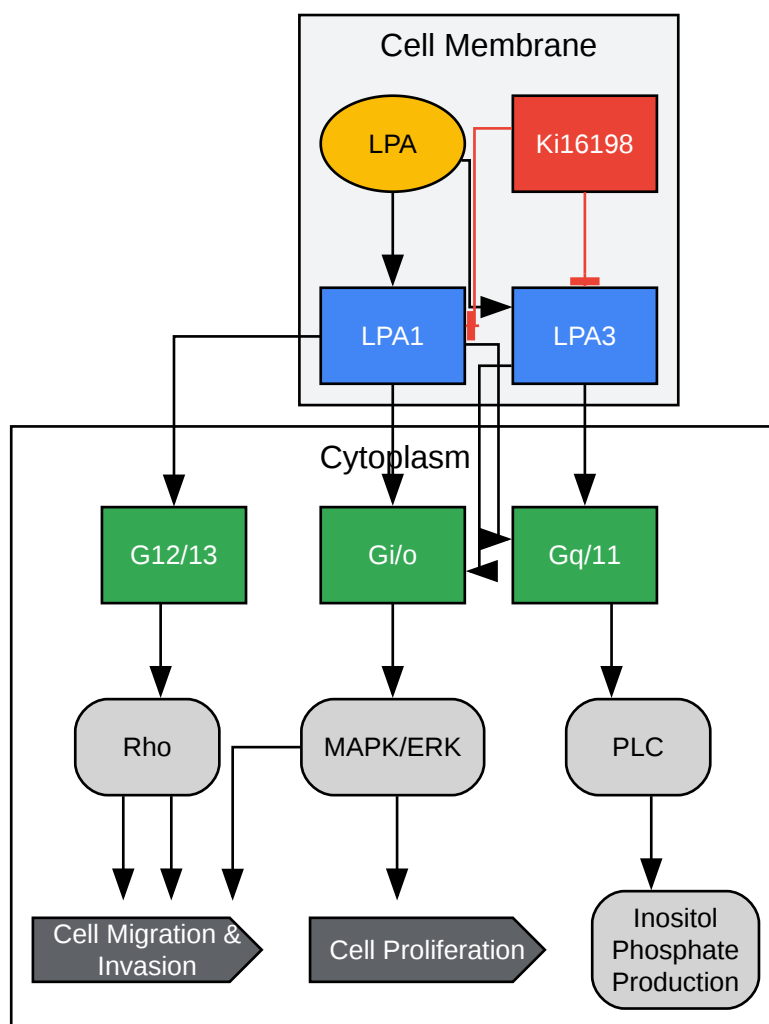 Cell Membrane
LPA
Ki16198
LPA1
LPA3
Cytoplasm
G12/13
Gi/o
Gq/11
Rho
MAPK/ERK
PLC
Cell Migration &
Invasion
Cell Proliferation
Inositol
Phosphate
Production